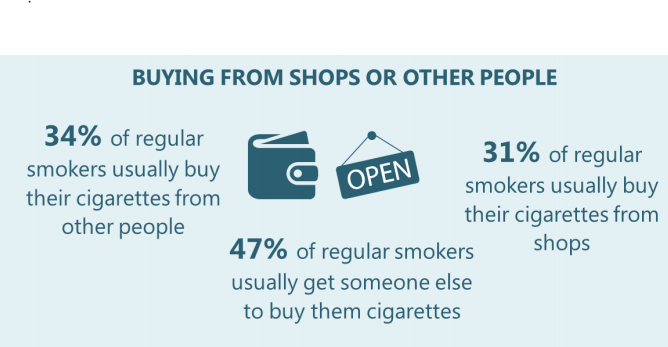 BUYING FROM SHOPS OR OTHER PEOPLE
34% of regular
smokers usually buy
their cigarettes from
other people
OPEN
31% of regular
smokers usually buy
their cigarettes from
shops
47% of regular smokers
usually get someone else
to buy them cigarettes